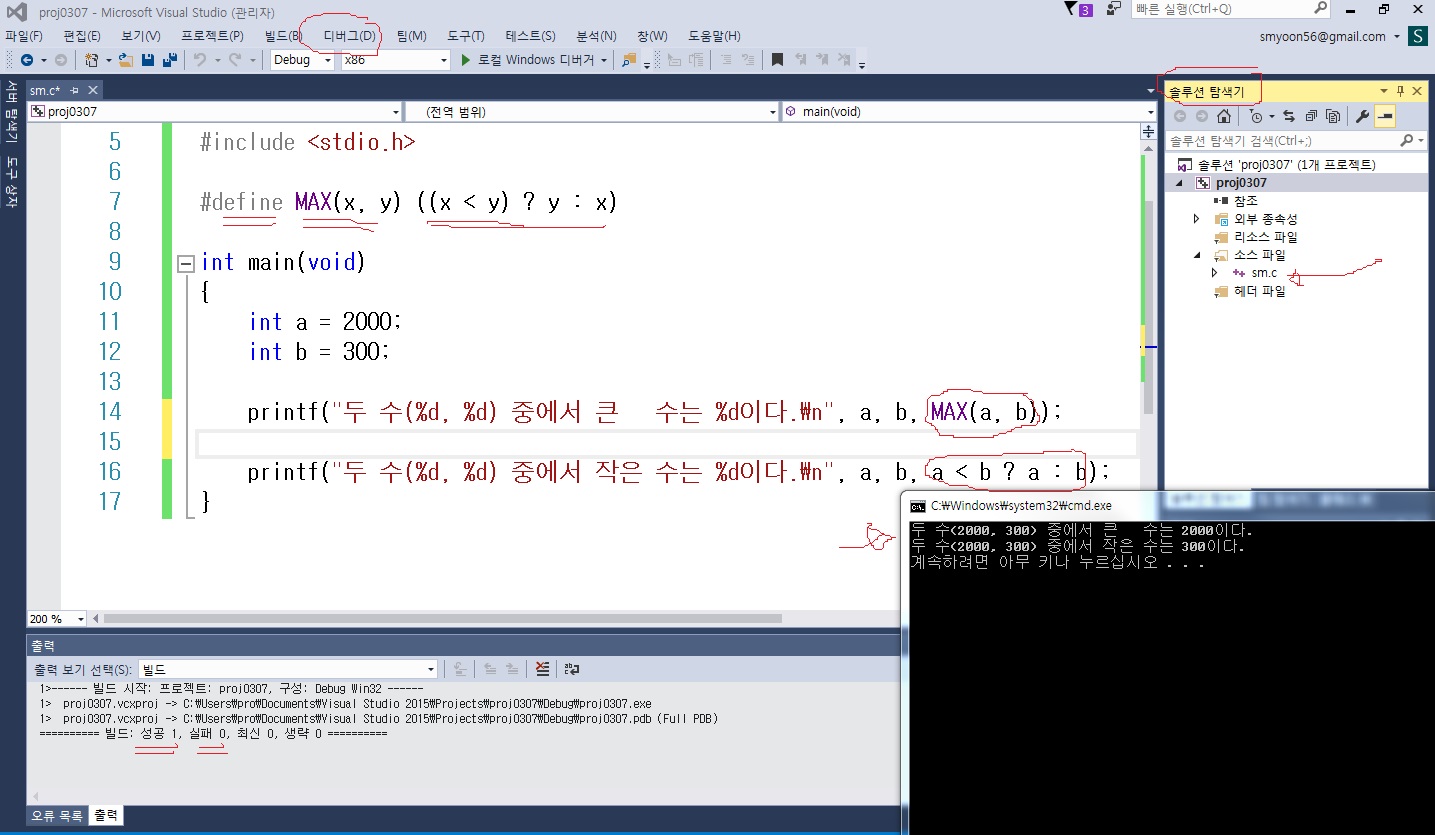 proj0307 - Microsoft Visual Studio (관리자)
3
빠른 실행(Ctrl+Q)
파일(F) 편집(E) 보기(V) 프로젝트(P) 빌드(B) 디버그(D) 팀(M) 도구(T) 테스트(S) 분석(N) 창(W) 도움말(H)
smyoon56@gmail.com S
Debug x86 로컬 Windows 디버거
서버 탐색기
도구 상자
sm.c*
proj0307 (전역 범위) main(void)
5 #include <stdio.h>
6
7 #define MAX(x, y) ((x < y) ? y : x)
8
9 int main(void)
10 {
11 int a = 2000;
12 int b = 300;
13
14 printf("두 수(%d, %d) 중에서 큰   수는 %d이다.₩n", a, b, MAX(a, b));
15
16 printf("두 수(%d, %d) 중에서 작은 수는 %d이다.₩n", a, b, a < b ? a : b);
17 }
200 %
솔루션 탐색기
솔루션 탐색기 검색(Ctrl+;)
솔루션 'proj0307' (1개 프로젝트)
proj0307
참조
외부 종속성
리소스 파일
소스 파일
sm.c
헤더 파일
C:₩Windows₩system32₩cmd.exe
두 수(2000, 300) 중에서 큰   수는 2000이다.
두 수(2000, 300) 중에서 작은 수는 300이다.
계속하려면 아무 키나 누르십시오 . . .
출력
출력 보기 선택(S): 빌드
1>------ 빌드 시작: 프로젝트: proj0307, 구성: Debug Win32 ------
1>  proj0307.vcxproj -> C:₩Users₩pro₩Documents₩Visual Studio 2015₩Projects₩proj0307₩Debug₩proj0307.exe
1>  proj0307.vcxproj -> C:₩Users₩pro₩Documents₩Visual Studio 2015₩Projects₩proj0307₩Debug₩proj0307.pdb (Full PDB)
========== 빌드: 성공 1, 실패 0, 최신 0, 생략 0 ==========
오류 목록 출력